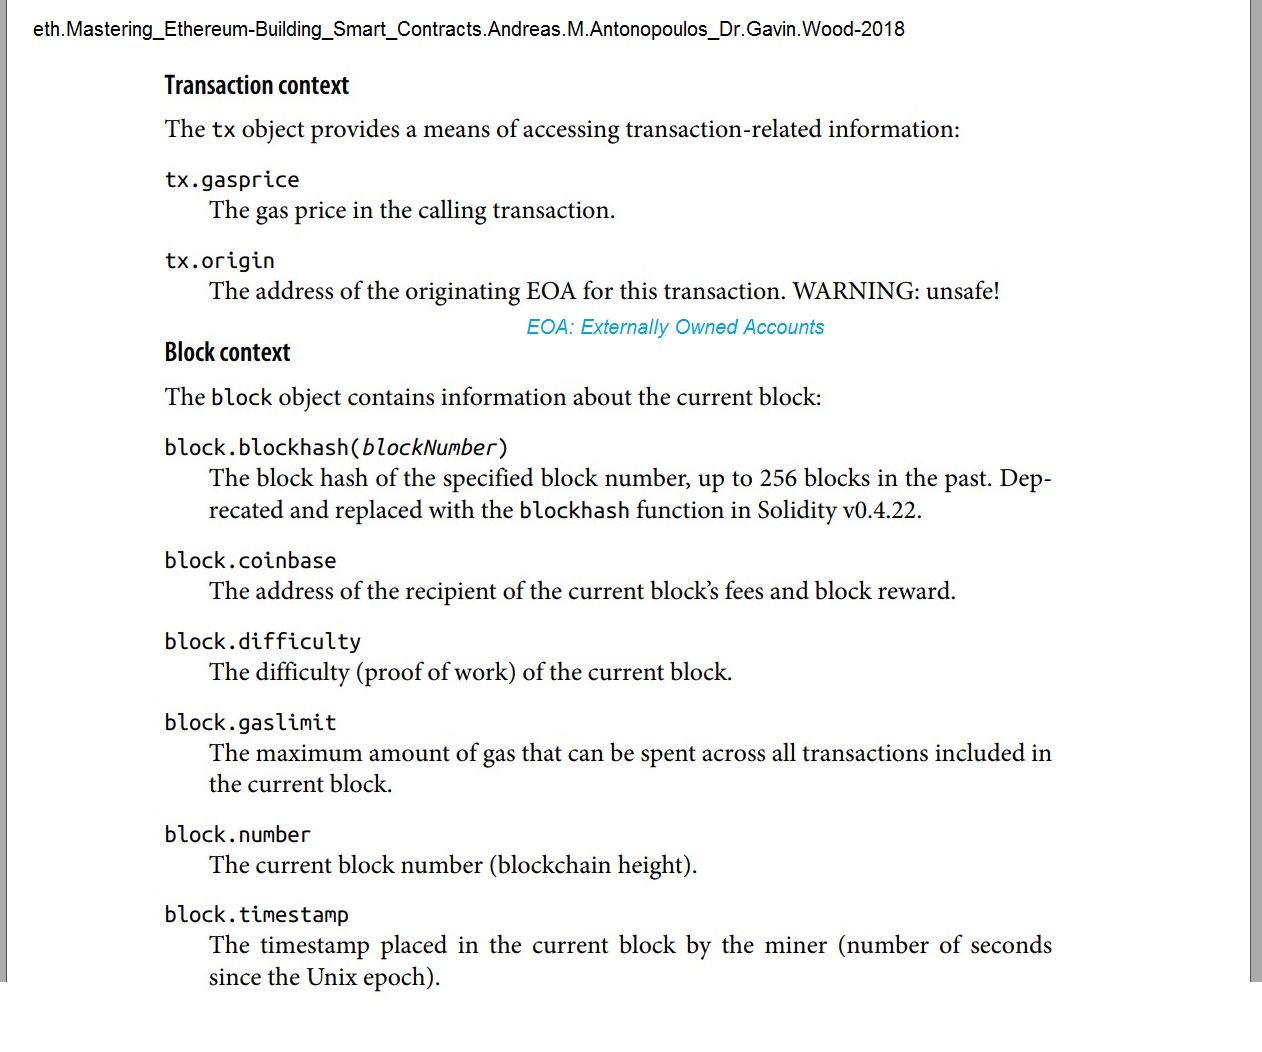 eth.Mastering_Ethereum-Building_Smart_Contracts.Andreas.M.Antonopoulos_Dr.Gavin.Wood-2018
Transaction context
The tx object provides a means of accessing transaction-related information:
tx.gasprice
The gas price in the calling transaction.
tx.origin
The address of the originating EOA for this transaction. WARNING: unsafe!
EOA: Externally Owned Accounts
Block context
The block object contains information about the current block:
block.blockhash(blockNumber)
The block hash of the specified block number, up to 256 blocks in the past. Dep-
recated and replaced with the blockhash function in Solidity v0.4.22.
block.coinbase
The address of the recipient of the current block’s fees and block reward.
block.difficulty
The difficulty (proof of work) of the current block.
block.gaslimit
The maximum amount of gas that can be spent across all transactions included in
the current block.
block.number
The current block number (blockchain height).
block.timestamp
The timestamp placed in the current block by the miner (number of seconds
since the Unix epoch).